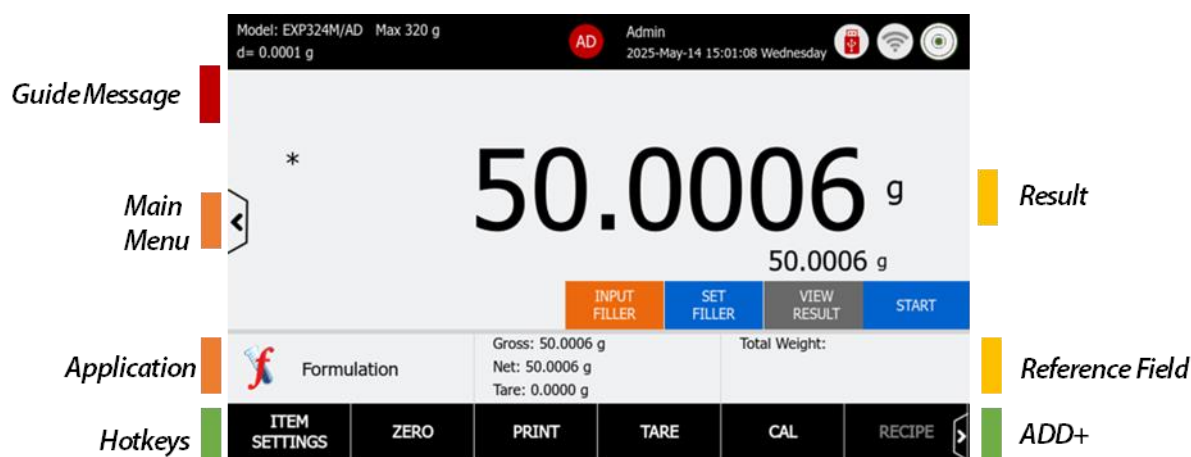 Model: EXP324M/AD Max 320 g
d= 0.0001 g
AD
Admin
2025-May-14 15:01:08 Wednesday
Guide Message
*
50.0006 g
Main
Menu
Result
50.0006 g
INPUT
FILLER
SET
FILLER
VIEW
RESULT
START
Application
f
Formulation
Gross: 50.0006 g
Net: 50.0006 g
Tare: 0.0000 g
Total Weight:
Reference Field
Hotkeys
ITEM
SETTINGS
ZERO
PRINT
TARE
CAL
RECIPE
ADD+